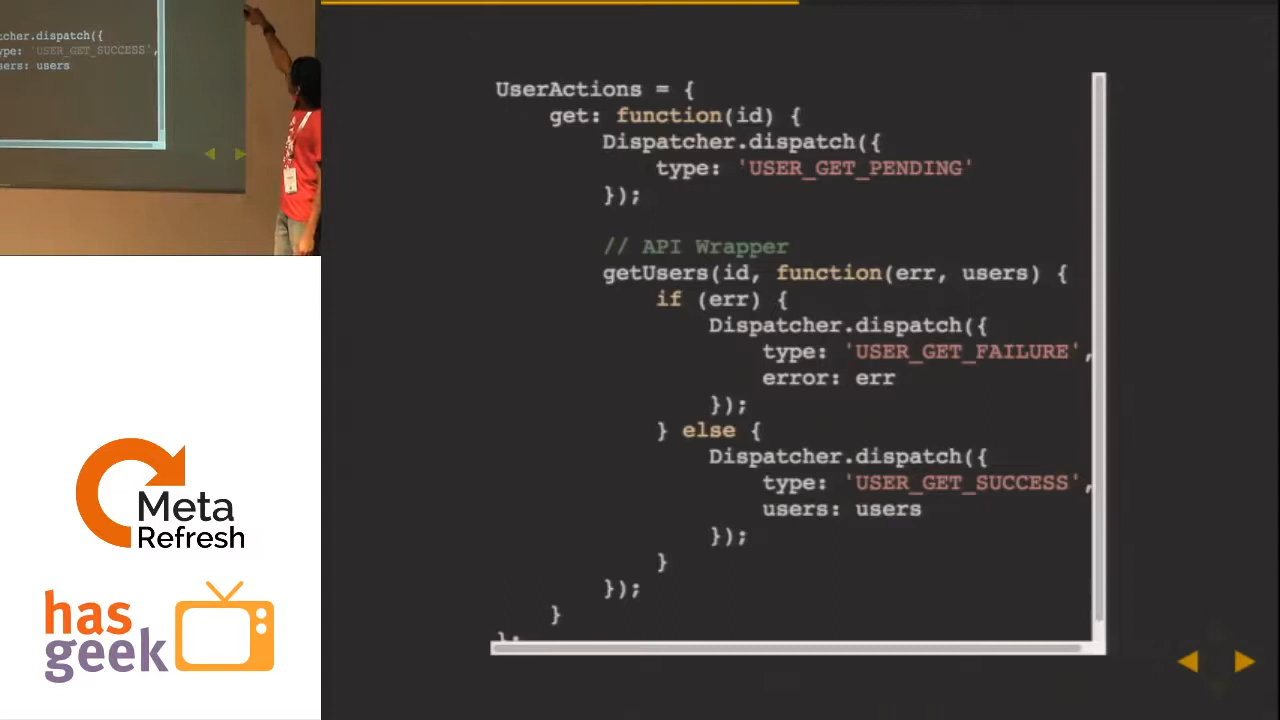 tcher.dispatch({
ype: 'USER_GET_SUCCESS',
sers: users
UserActions = {
get: function(id) {
Dispatcher.dispatch({
type: 'USER_GET_PENDING'
});
// API Wrapper
getUsers(id, function(err, users) {
if (err) {
Dispatcher.dispatch({
type: 'USER_GET_FAILURE',
error: err
});
} else {
Dispatcher.dispatch({
type: 'USER_GET_SUCCESS',
users: users
});
}
});
}
};
Meta
Refresh
has
geek